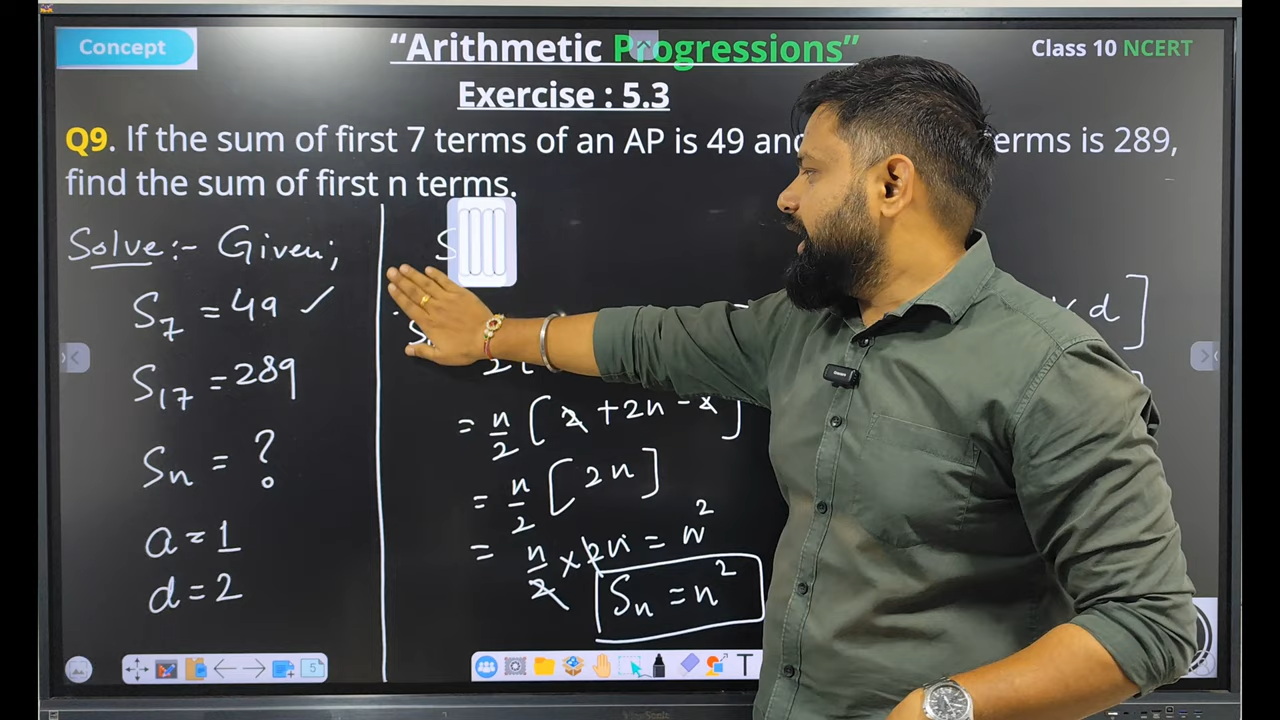 Concept
“Arithmetic Progressions”
Class 10 NCERT
Exercise : 5.3
Q9. If the sum of first 7 terms of an AP is 49 and terms is 289,
find the sum of first n terms.
Solve :- Given;
S₇ = 49 ✓
S₁₇ = 289
Sₙ = ?
a = 1
d = 2
S
× d ]
= n/2 [ 2 + 2n - 2 ]
= n/2 [ 2n ]
= n/2 × 2n = n²
Sₙ = n²
5
T